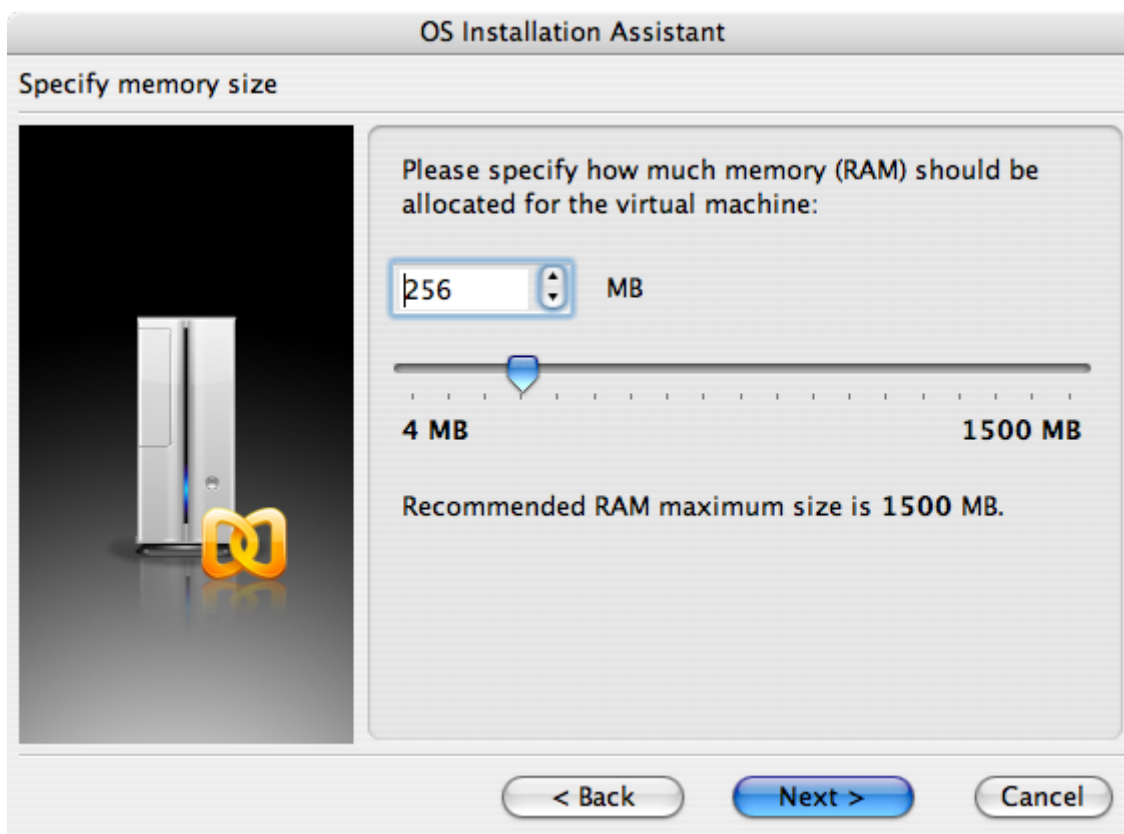 OS Installation Assistant
Specify memory size
Please specify how much memory (RAM) should be
allocated for the virtual machine:
256 MB
4 MB 1500 MB
Recommended RAM maximum size is 1500 MB.
< Back Next > Cancel